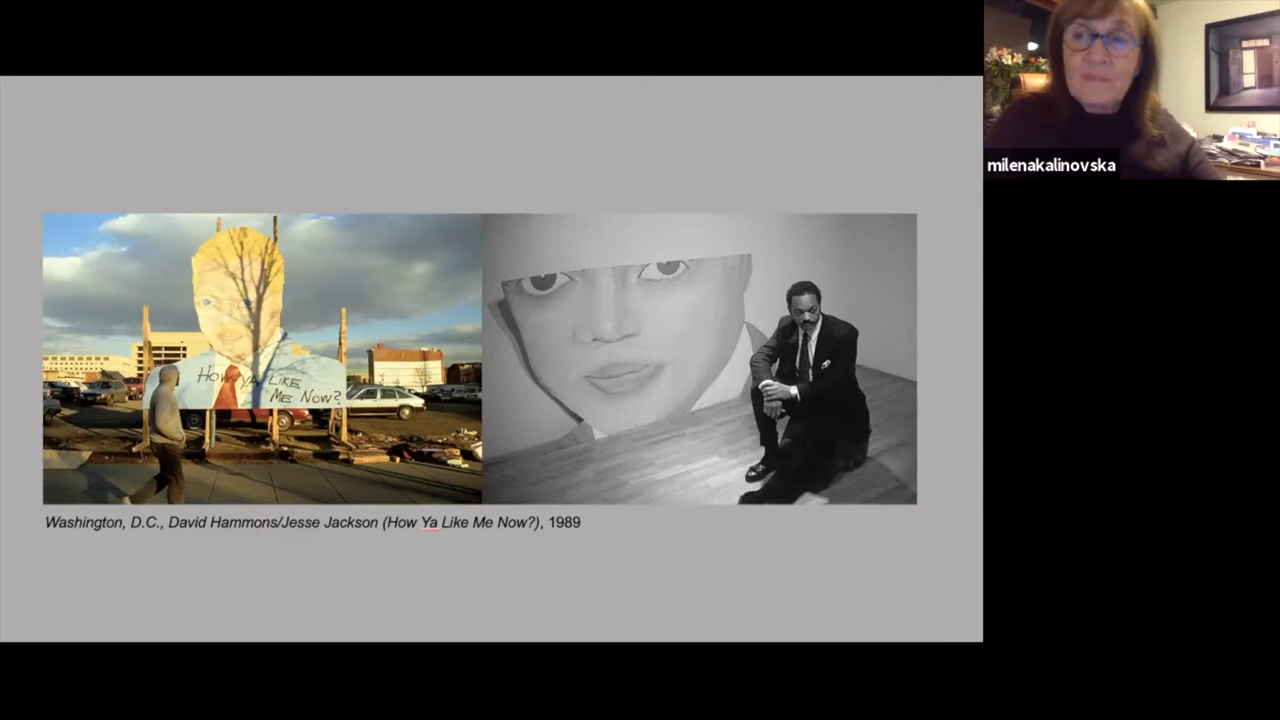 milenakalinovska
How Ya Like
Me Now?
Washington, D.C., David Hammons/Jesse Jackson (How Ya Like Me Now?), 1989